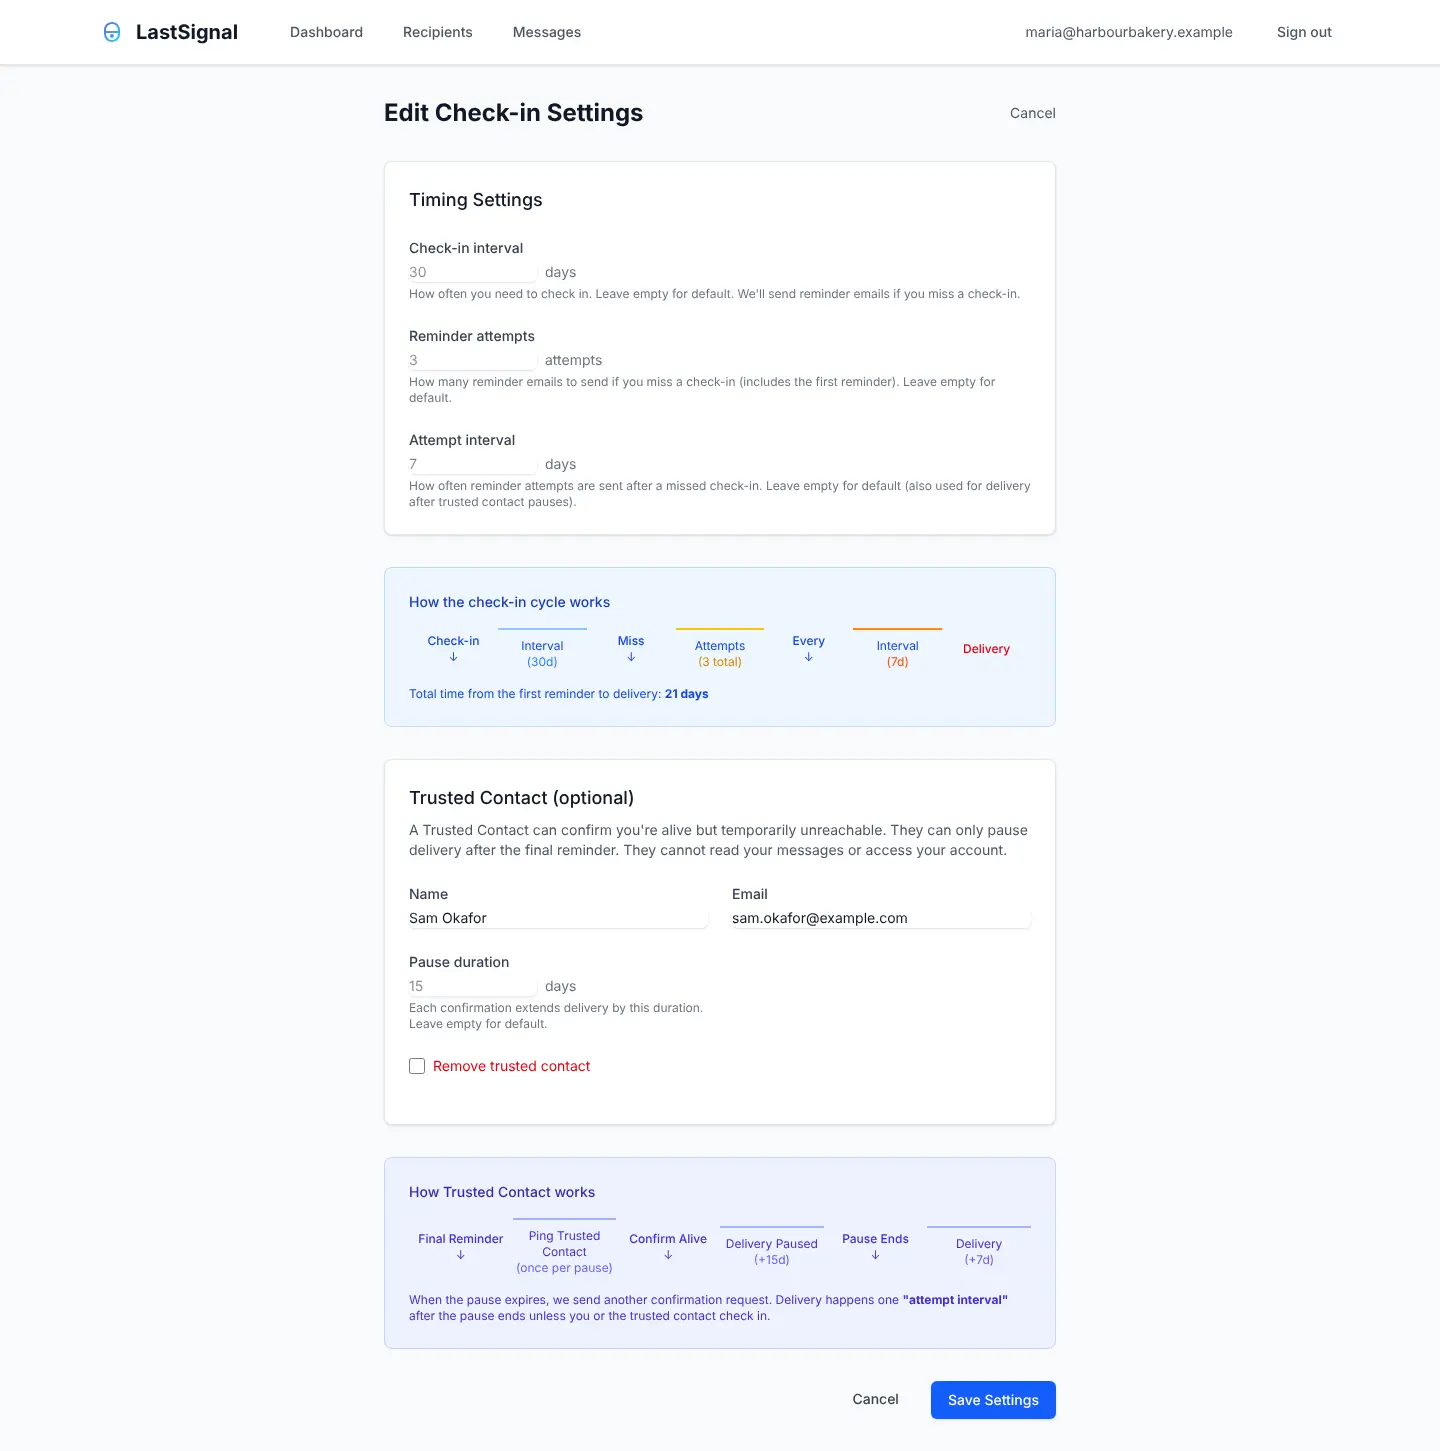 LastSignal
Dashboard
Recipients
Messages
maria@harbourbakery.example
Sign out
Edit Check-in Settings
Cancel
Timing Settings
Check-in interval
30 days
How often you need to check in. Leave empty for default. We'll send reminder emails if you miss a check-in.
Reminder attempts
3 attempts
How many reminder emails to send if you miss a check-in (includes the first reminder). Leave empty for
default.
Attempt interval
7 days
How often reminder attempts are sent after a missed check-in. Leave empty for default (also used for delivery
after trusted contact pauses).
How the check-in cycle works
Check-in
↓
Interval
(30d)
Miss
↓
Attempts
(3 total)
Every
↓
Interval
(7d)
Delivery
Total time from the first reminder to delivery: 21 days
Trusted Contact (optional)
A Trusted Contact can confirm you're alive but temporarily unreachable. They can only pause
delivery after the final reminder. They cannot read your messages or access your account.
Name
Sam Okafor
Email
sam.okafor@example.com
Pause duration
15 days
Each confirmation extends delivery by this duration.
Leave empty for default.
Remove trusted contact
How Trusted Contact works
Final Reminder
↓
Ping Trusted
Contact
(once per pause)
Confirm Alive
↓
Delivery Paused
(+15d)
Pause Ends
↓
Delivery
(+7d)
When the pause expires, we send another confirmation request. Delivery happens one "attempt interval"
after the pause ends unless you or the trusted contact check in.
Cancel
Save Settings